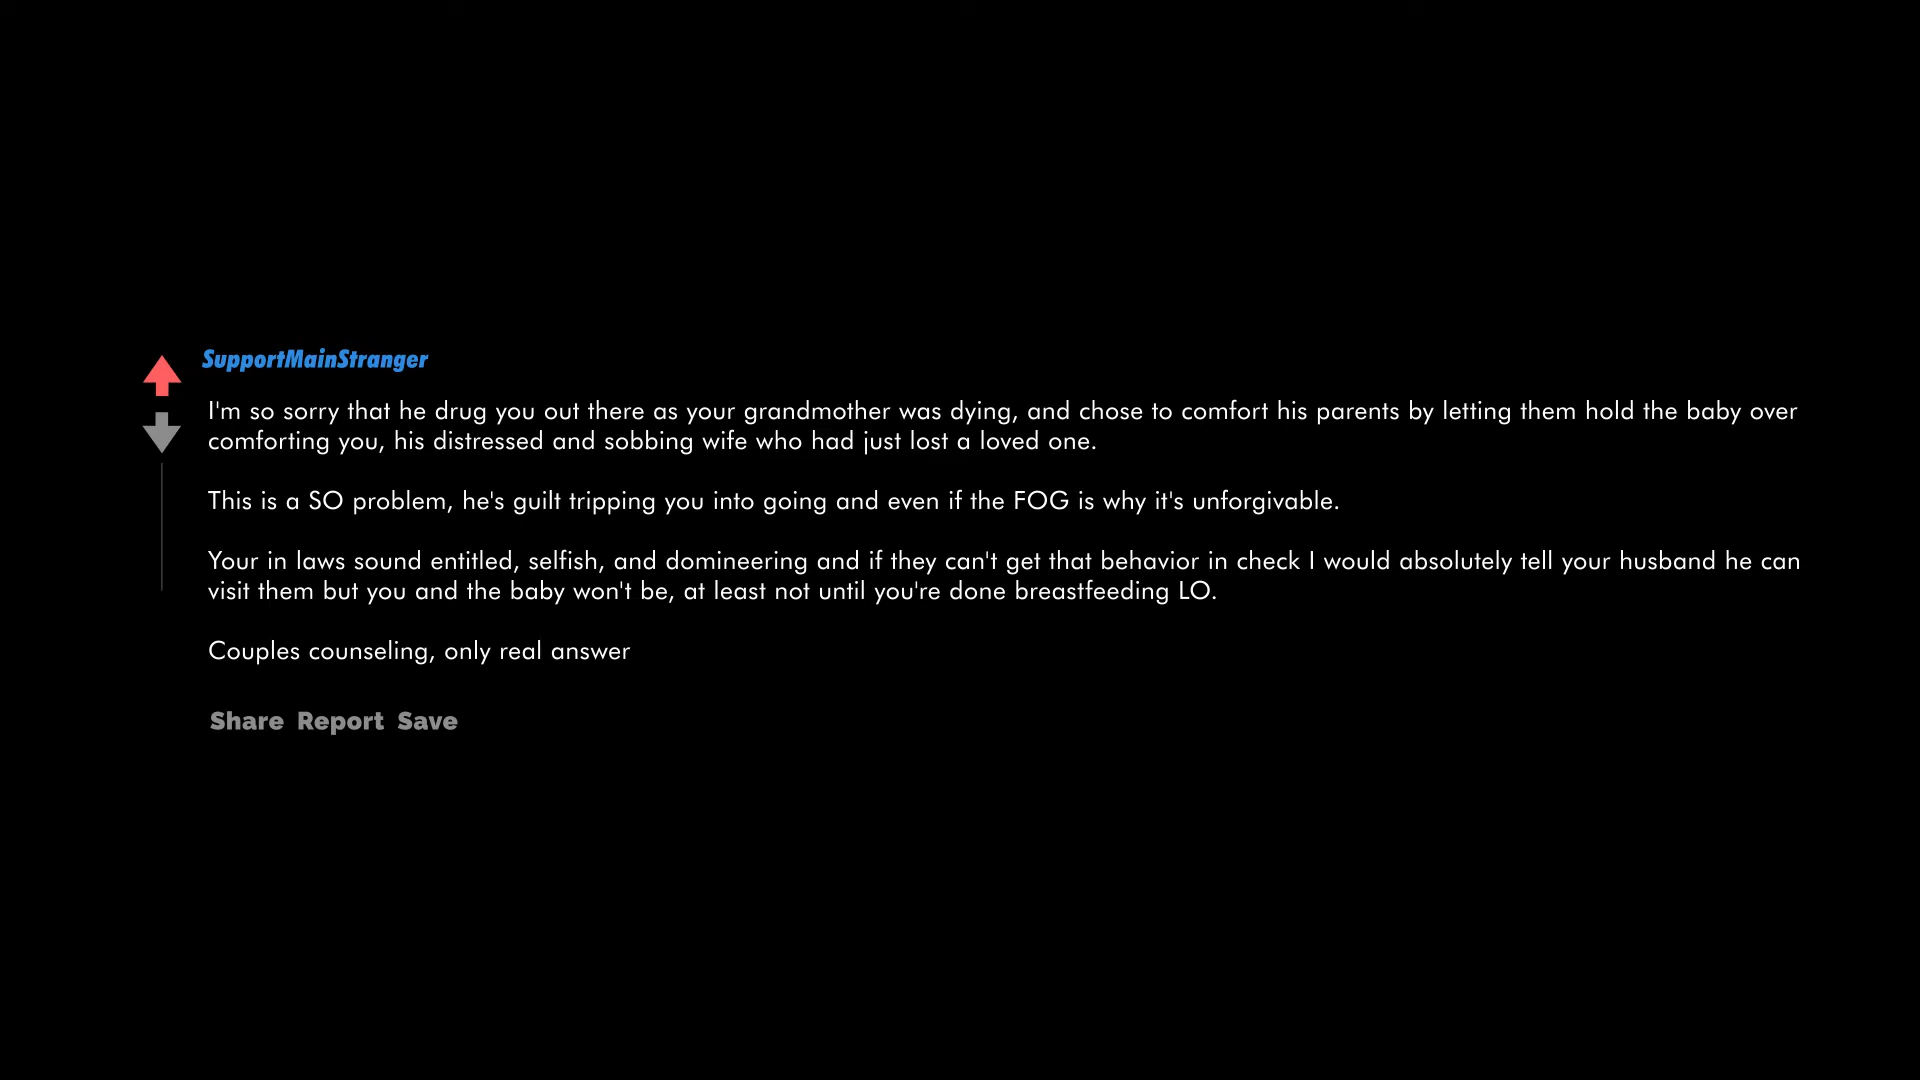 SupportMainStranger
I'm so sorry that he drug you out there as your grandmother was dying, and chose to comfort his parents by letting them hold the baby over
comforting you, his distressed and sobbing wife who had just lost a loved one.
This is a SO problem, he's guilt tripping you into going and even if the FOG is why it's unforgivable.
Your in laws sound entitled, selfish, and domineering and if they can't get that behavior in check I would absolutely tell your husband he can
visit them but you and the baby won't be, at least not until you're done breastfeeding LO.
Couples counseling, only real answer
Share Report Save